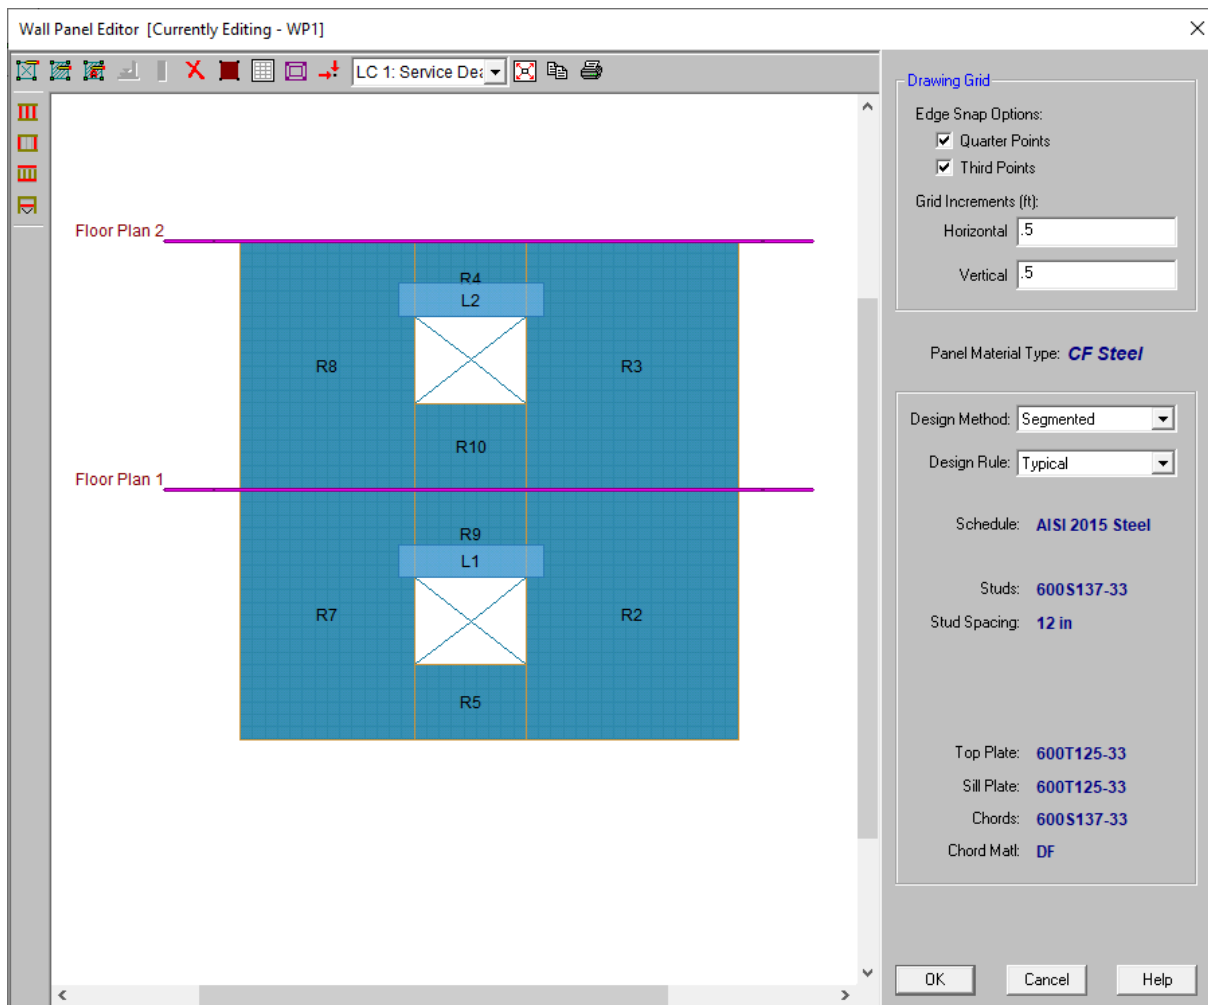 Wall Panel Editor [Currently Editing - WP1]
LC 1: Service Dea
Floor Plan 2
R4
L2
R8
R3
R10
Floor Plan 1
R9
L1
R7
R2
R5
Drawing Grid
Edge Snap Options:
Quarter Points
Third Points
Grid Increments (ft):
Horizontal .5
Vertical .5
Panel Material Type: CF Steel
Design Method: Segmented
Design Rule: Typical
Schedule: AISI 2015 Steel
Studs: 600S137-33
Stud Spacing: 12 in
Top Plate: 600T125-33
Sill Plate: 600T125-33
Chords: 600S137-33
Chord Matl: DF
OK Cancel Help